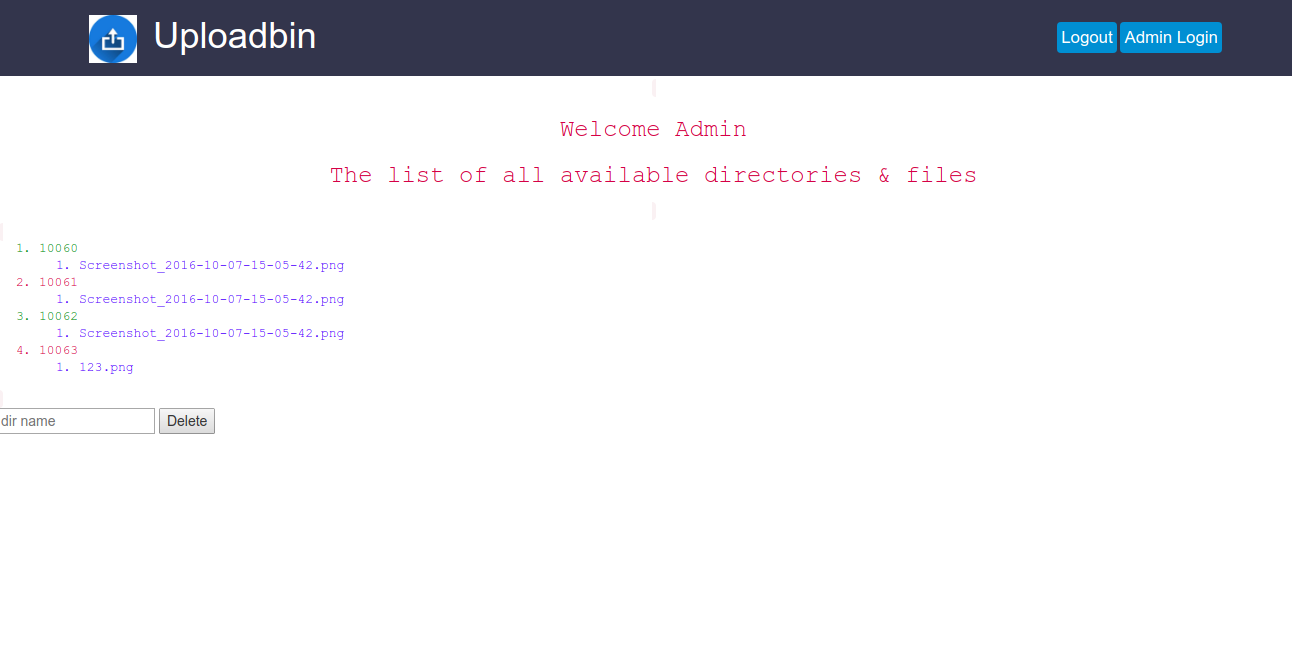 Uploadbin
Logout Admin Login
Welcome Admin
The list of all available directories & files
1. 10060
1. Screenshot_2016-10-07-15-05-42.png
2. 10061
1. Screenshot_2016-10-07-15-05-42.png
3. 10062
1. Screenshot_2016-10-07-15-05-42.png
4. 10063
1. 123.png
dir name Delete